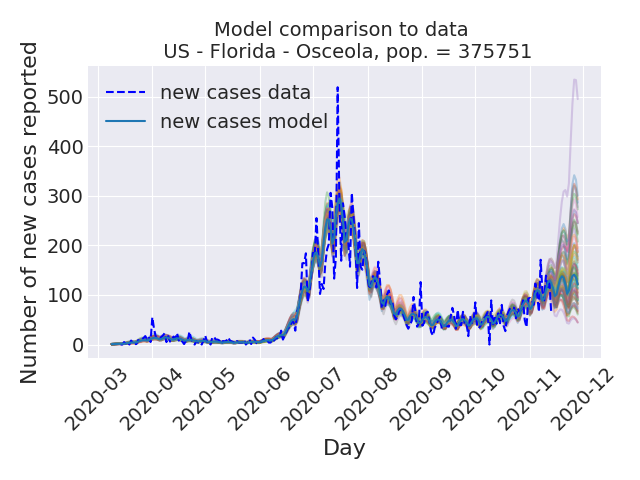 Model comparison to data
US - Florida - Osceola, pop. = 375751
Number of new cases reported
500
400
300
200
100
0
new cases data
new cases model
2020-03
2020-04
2020-05
2020-06
2020-07
2020-08
2020-09
2020-10
2020-11
2020-12
Day